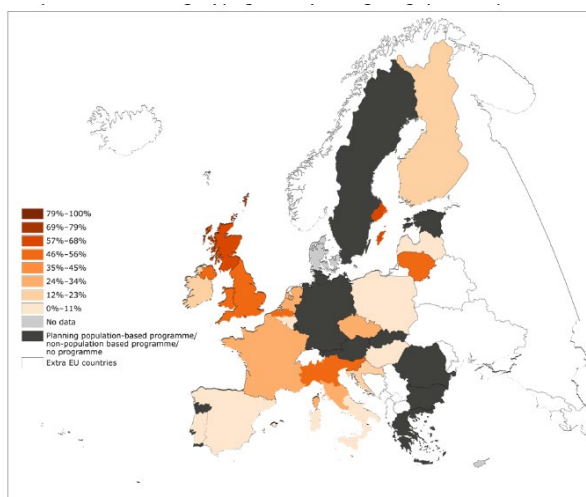 79%–100%
69%–79%
57%–68%
46%–56%
35%–45%
24%–34%
12%–23%
0%–11%
No data
Planning population-based programme/
non-population based programme/
no programme
Extra EU countries